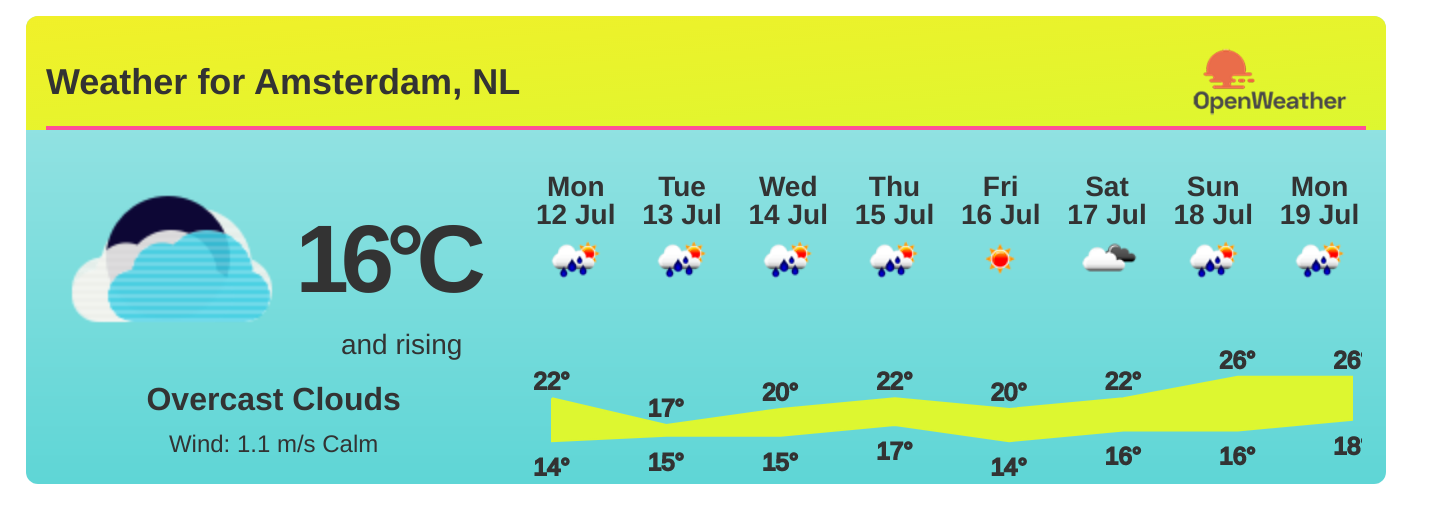 Weather for Amsterdam, NL
OpenWeather
Mon Tue Wed Thu Fri Sat Sun Mon
12 Jul 13 Jul 14 Jul 15 Jul 16 Jul 17 Jul 18 Jul 19 Jul
16°C
and rising
Overcast Clouds
Wind: 1.1 m/s Calm
22° 17° 20° 22° 20° 22° 26° 26°
14° 15° 15° 17° 14° 16° 16° 18